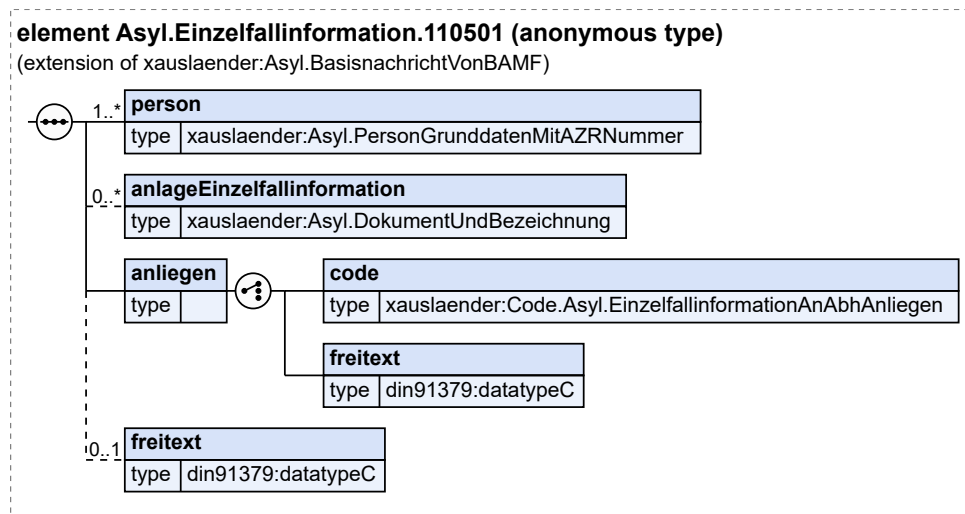 element Asyl.Einzelfallinformation.110501 (anonymous type)
(extension of xauslaender:Asyl.BasisnachrichtVonBAMF)
1..* person
type xauslaender:Asyl.PersonGrunddatenMitAZRNummer
0..* anlageEinzelfallinformation
type xauslaender:Asyl.DokumentUndBezeichnung
anliegen
type
code
type xauslaender:Code.Asyl.EinzelfallinformationAnAbhAnliegen
freitext
type din91379:datatypeC
0..1 freitext
type din91379:datatypeC